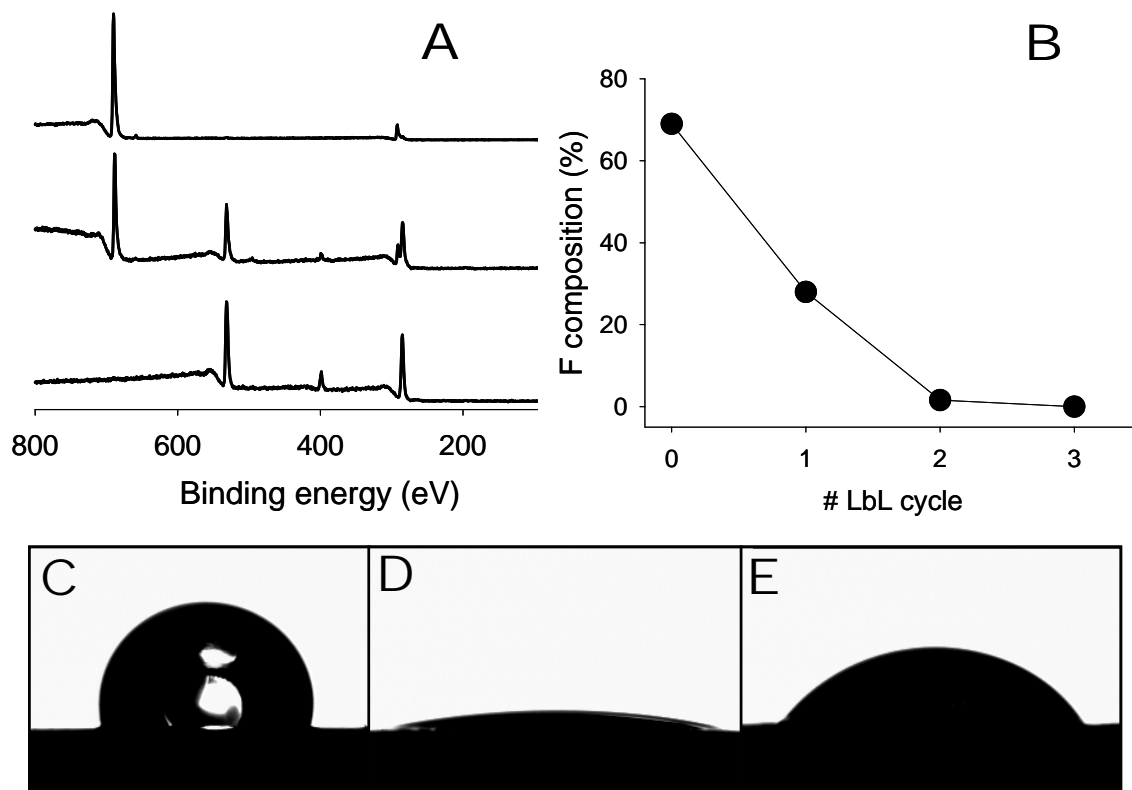 A
800 600 400 200
Binding energy (eV)
B
F composition (%)
80
60
40
20
0
0 1 2 3
# LbL cycle
C
D
E